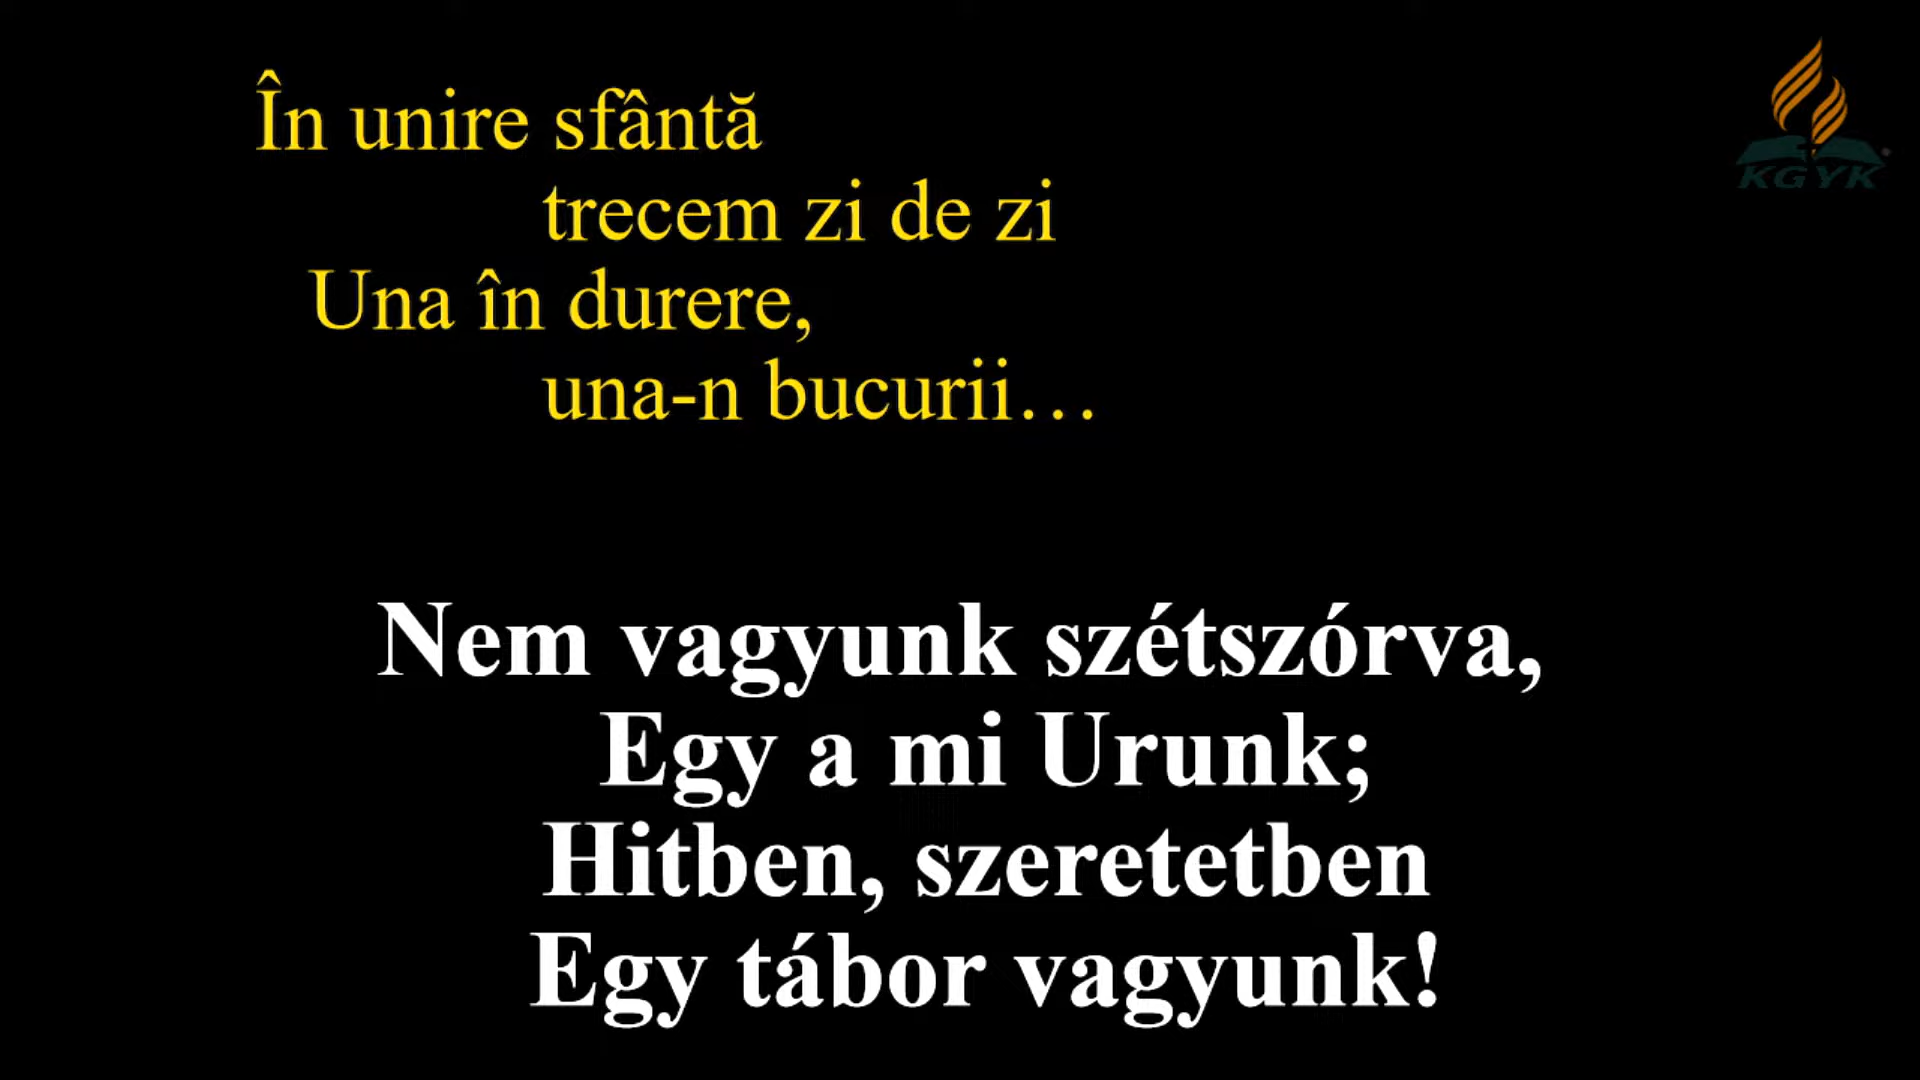 În unire sfântă
trecem zi de zi
Una în durere,
una-n bucurii…
KGYK
Nem vagyunk szétszórva,
Egy a mi Urunk;
Hitben, szeretetben
Egy tábor vagyunk!